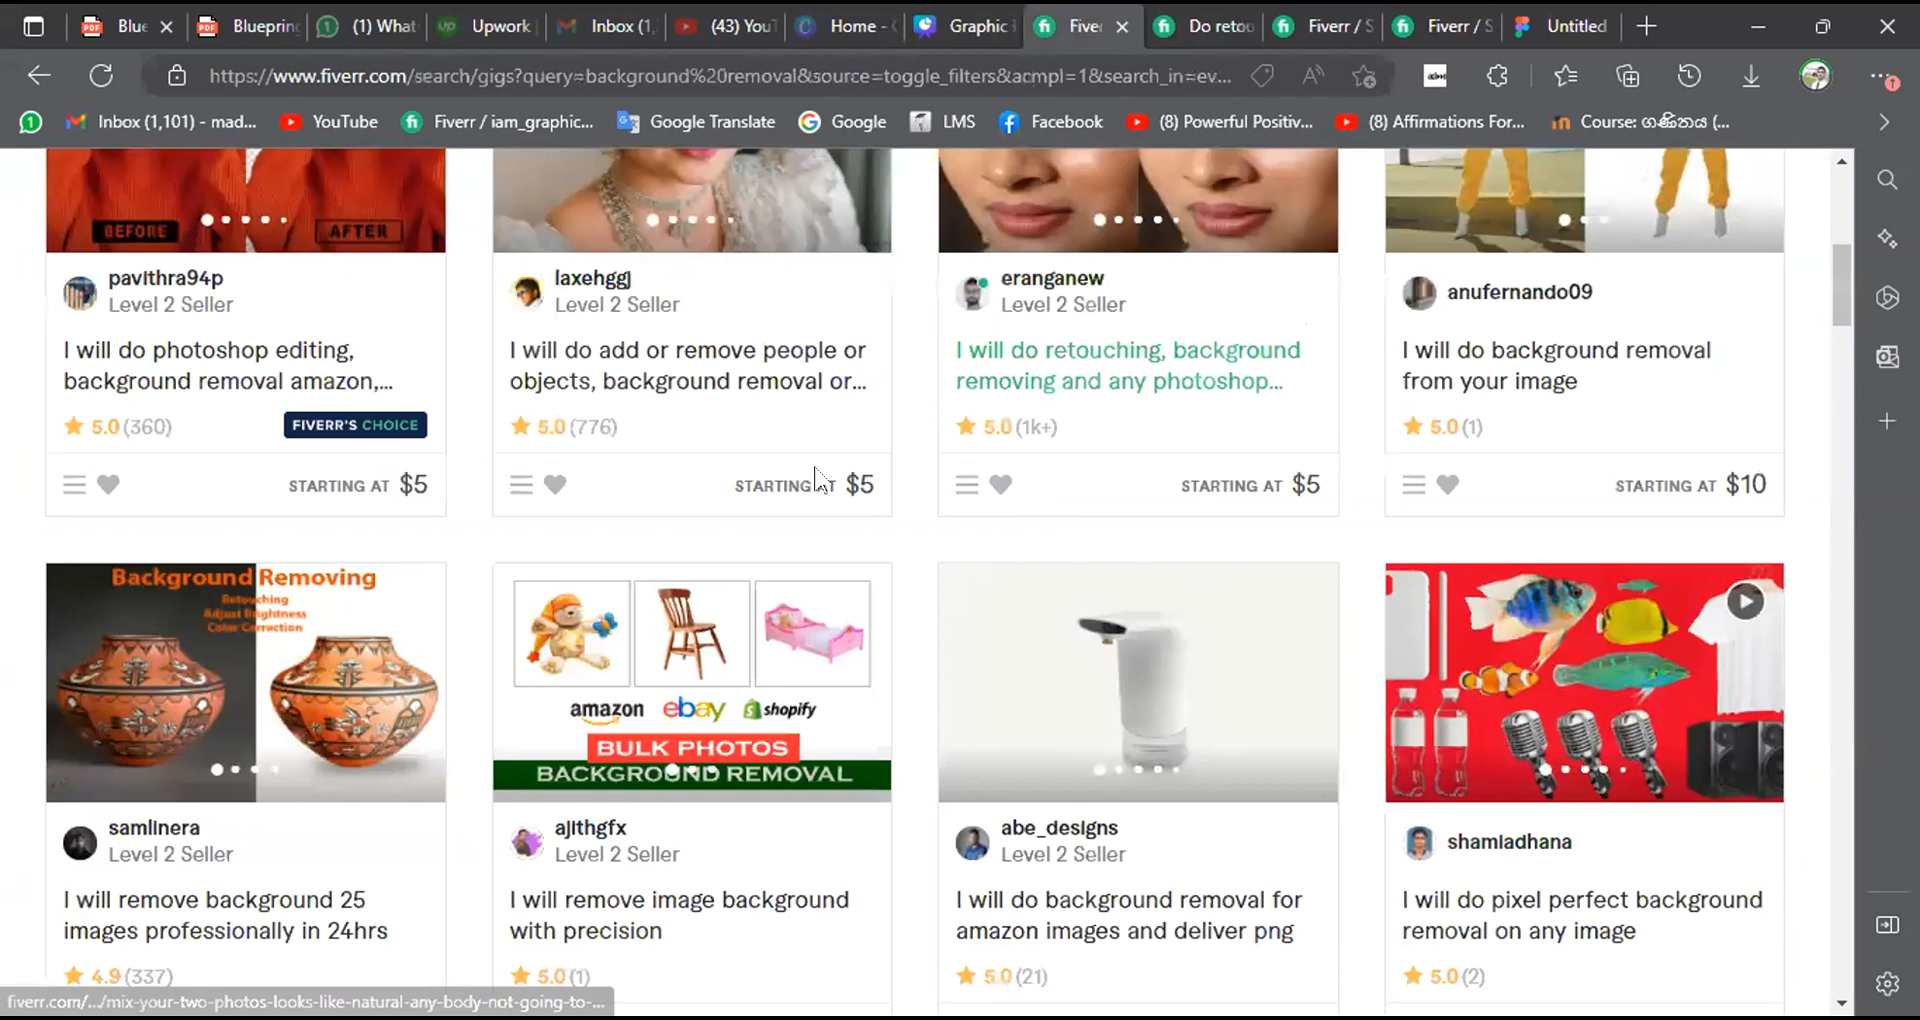 Blue
Blueprin
(1) What
Upwork
Inbox (1,
(43) YouT
Home - C
Graphic
Fiver
Do retou
Fiverr / S
Fiverr / S
Untitled
https://www.fiverr.com/search/gigs?query=background%20removal&source=toggle_filters&acmpl=1&search_in=ev...
Inbox (1,101) - mad...
YouTube
Fiverr / iam_graphic...
Google Translate
Google
LMS
Facebook
(8) Powerful Positiv...
(8) Affirmations For...
Course: ගණිතය (...
BEFORE
AFTER
pavithra94p
Level 2 Seller
I will do photoshop editing,
background removal amazon,...
5.0 (360)
FIVERR'S CHOICE
STARTING AT $5
laxehggj
Level 2 Seller
I will do add or remove people or
objects, background removal or...
5.0 (776)
STARTING AT $5
eranganew
Level 2 Seller
I will do retouching, background
removing and any photoshop...
5.0 (1k+)
STARTING AT $5
anufernando09
I will do background removal
from your image
5.0 (1)
STARTING AT $10
Background Removing
Retouching
Adjust Brightness
Color Correction
samlinera
Level 2 Seller
I will remove background 25
images professionally in 24hrs
4.9 (337)
amazon ebay shopify
BULK PHOTOS
BACKGROUND REMOVAL
ajithgfx
Level 2 Seller
I will remove image background
with precision
5.0 (1)
abe_designs
Level 2 Seller
I will do background removal for
amazon images and deliver png
5.0 (21)
shamladhana
I will do pixel perfect background
removal on any image
5.0 (2)
fiverr.com/.../mix-your-two-photos-looks-like-natural-any-body-not-going-to-...